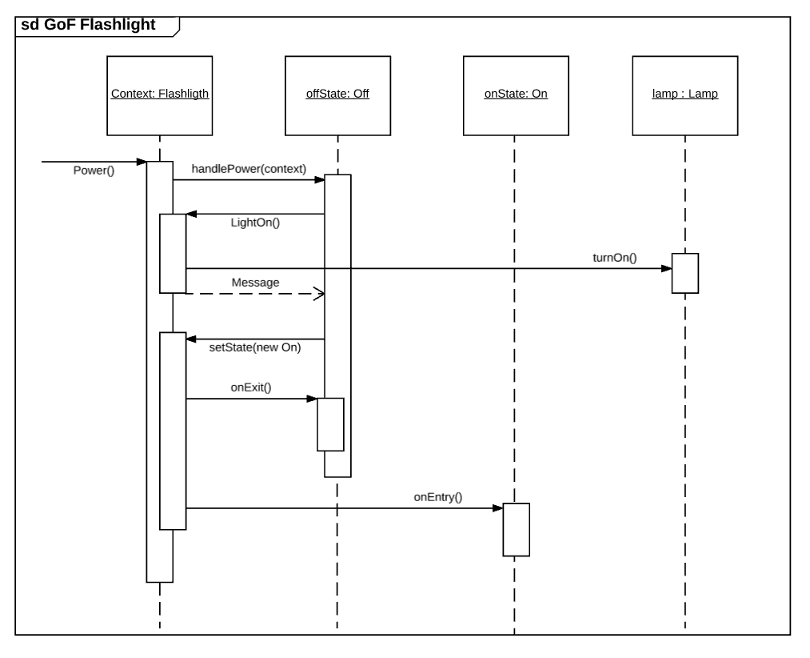 sd GoF Flashlight
Context: Flashligth
offState: Off
onState: On
lamp : Lamp
Power()
handlePower(context)
LightOn()
turnOn()
Message
setState(new On)
onExit()
onEntry()